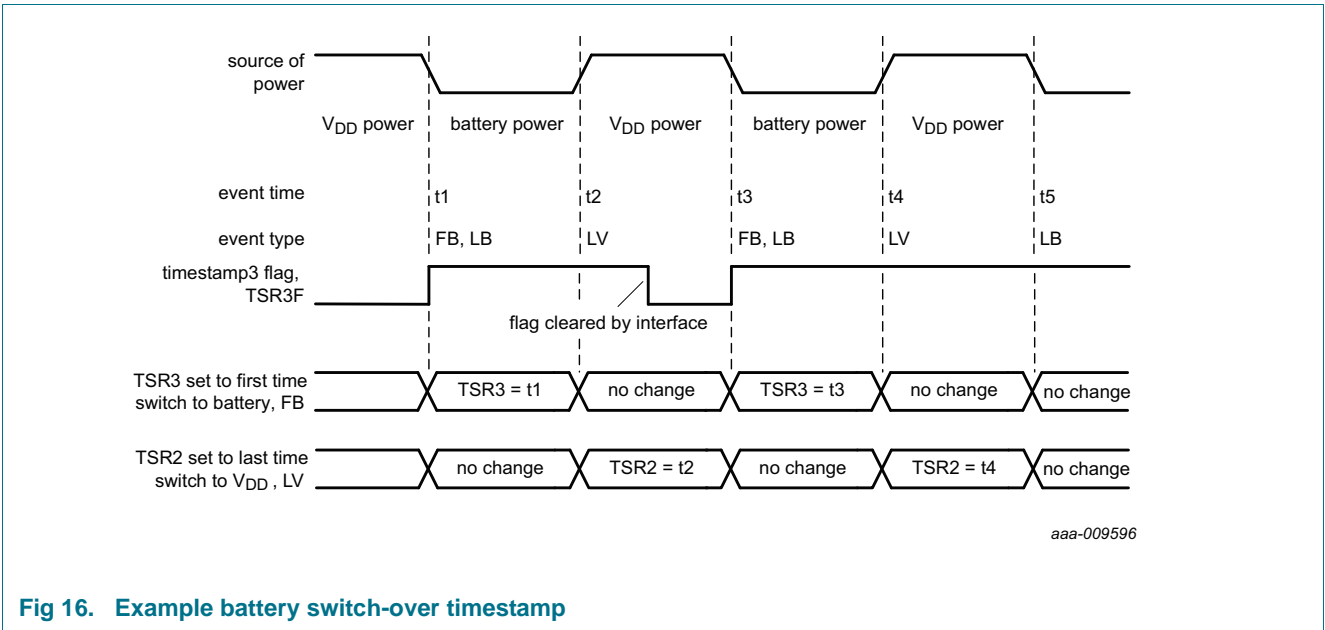 source of
power
V_DD power battery power V_DD power battery power V_DD power
event time t1 t2 t3 t4 t5
event type FB, LB LV FB, LB LV LB
timestamp3 flag,
TSR3F
flag cleared by interface
TSR3 set to first time
switch to battery, FB
TSR3 = t1 no change TSR3 = t3 no change no change
TSR2 set to last time
switch to V_DD , LV
no change TSR2 = t2 no change TSR2 = t4 no change
aaa-009596
Fig 16. Example battery switch-over timestamp